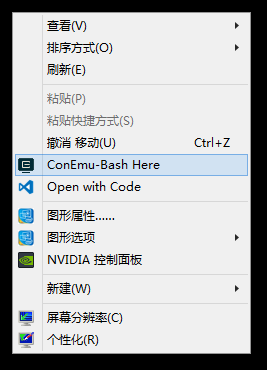 查看(V)
排序方式(O)
刷新(E)
粘贴(P)
粘贴快捷方式(S)
撤消 移动(U) Ctrl+Z
ConEmu-Bash Here
Open with Code
图形属性......
图形选项
NVIDIA 控制面板
新建(W)
屏幕分辨率(C)
个性化(R)